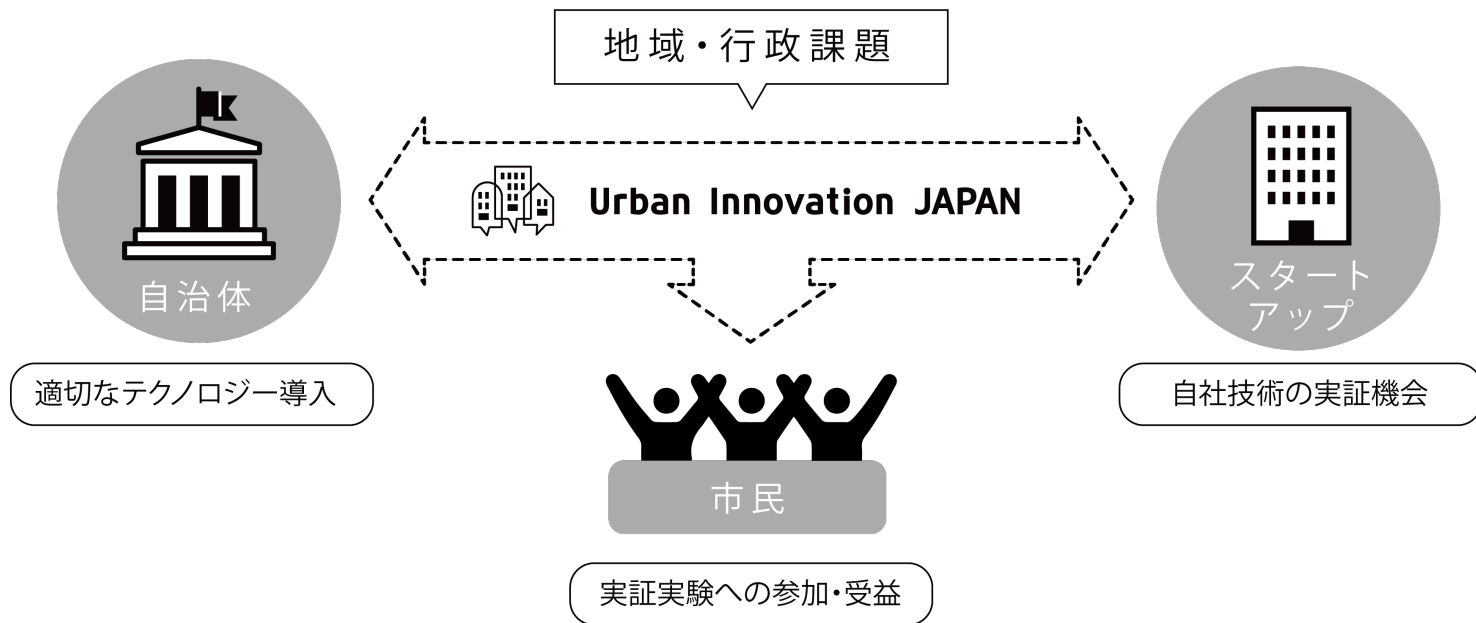 地域・行政課題
Urban Innovation JAPAN
自治体
スタート
アップ
適切なテクノロジー導入
自社技術の実証機会
市民
実証実験への参加・受益